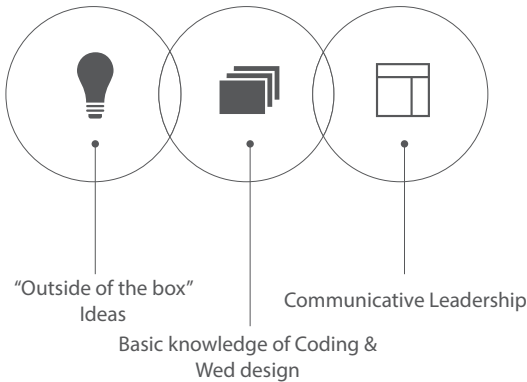 “Outside of the box”
Ideas
Communicative Leadership
Basic knowledge of Coding &
Wed design